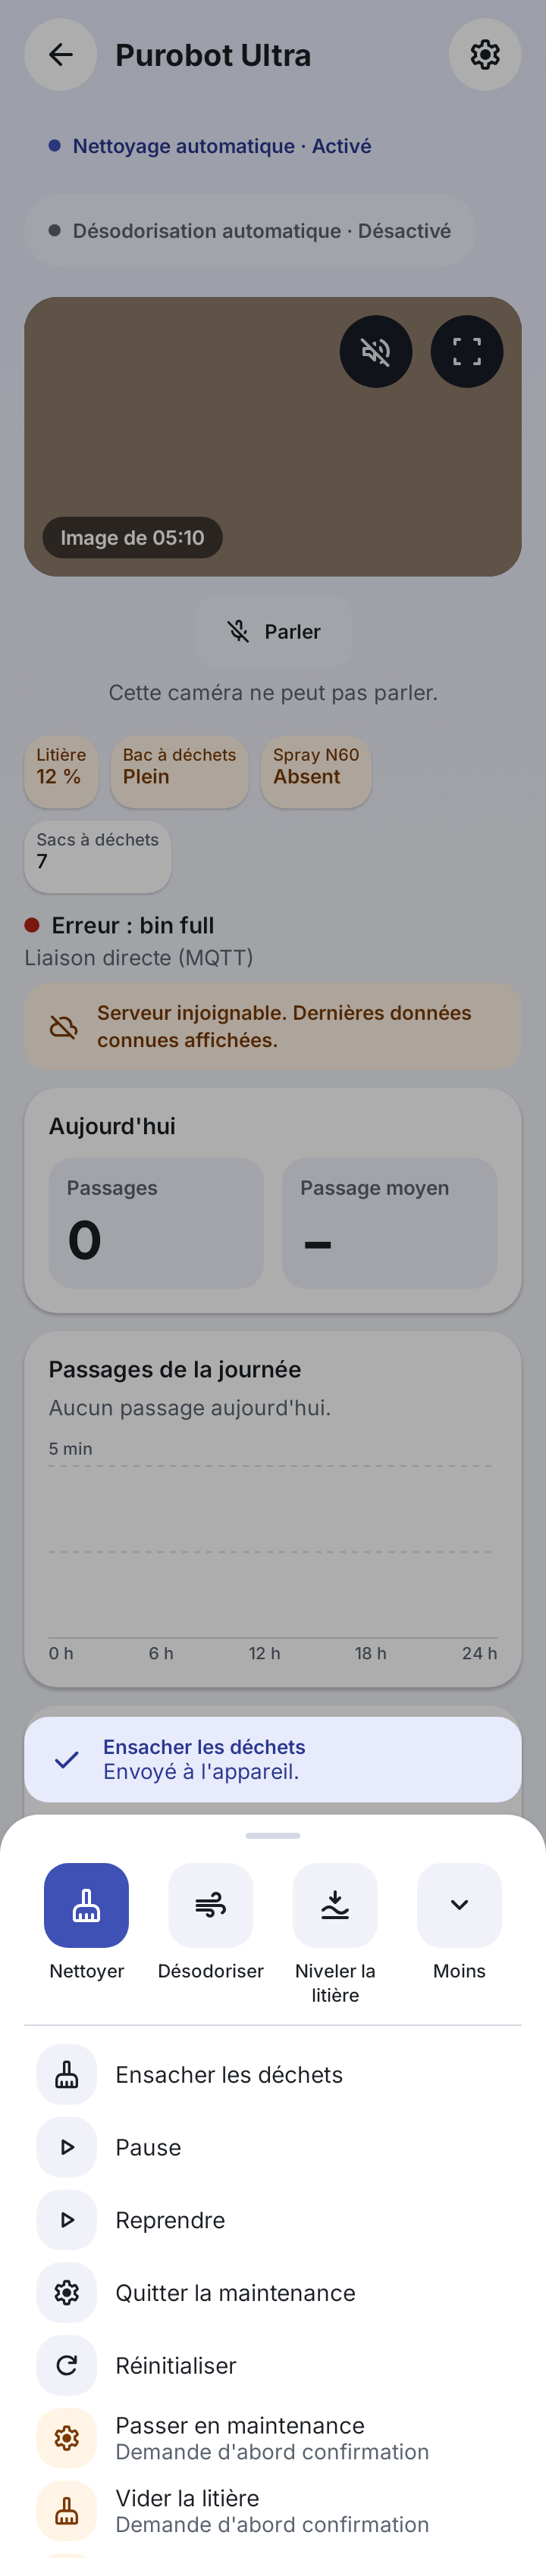 Purobot Ultra
Nettoyage automatique · Activé
Désodorisation automatique · Désactivé
Image de 05:10
Parler
Cette caméra ne peut pas parler.
Litière
12 %
Bac à déchets
Plein
Spray N60
Absent
Sacs à déchets
7
Erreur : bin full
Liaison directe (MQTT)
Serveur injoignable. Dernières données
connues affichées.
Aujourd'hui
Passages
0
Passage moyen
–
Passages de la journée
Aucun passage aujourd'hui.
5 min
0 h 6 h 12 h 18 h 24 h
Ensacher les déchets
Envoyé à l'appareil.
Nettoyer
Désodoriser
Niveler la
litière
Moins
Ensacher les déchets
Pause
Reprendre
Quitter la maintenance
Réinitialiser
Passer en maintenance
Demande d'abord confirmation
Vider la litière
Demande d'abord confirmation